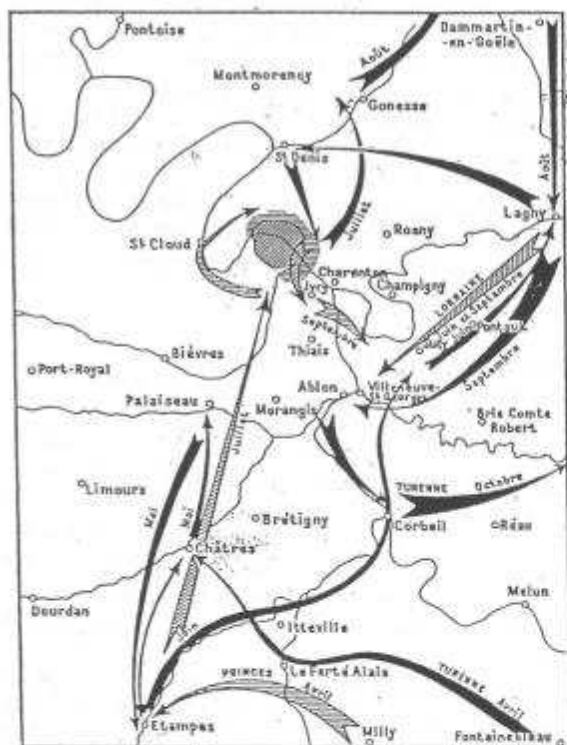 Pontoise
Dammartin-
-en-Goële
Montmorency
Août
Gonesse
St Denis
Août
Juillet
Lagny
St Cloud
Rosny
Charenton
Ivry
Champigny
LORRAINE
Juin et Septembre
Septembre
Thiais
Septembre
Bièvres
Port-Royal
Ablon
Villeneuve-
St Georges
Palaiseau
Morangis
Brie Comte
Robert
Juillet
Limours
Mai
Mai
Brétigny
TURENNE
Octobre
Corbeil
Réau
Châtres
Melun
Dourdan
Juin
Itteville
La Ferté Alais
PRINCES
Avril
TURENNE
Avril
Etampes
Milly
Fontainebleau